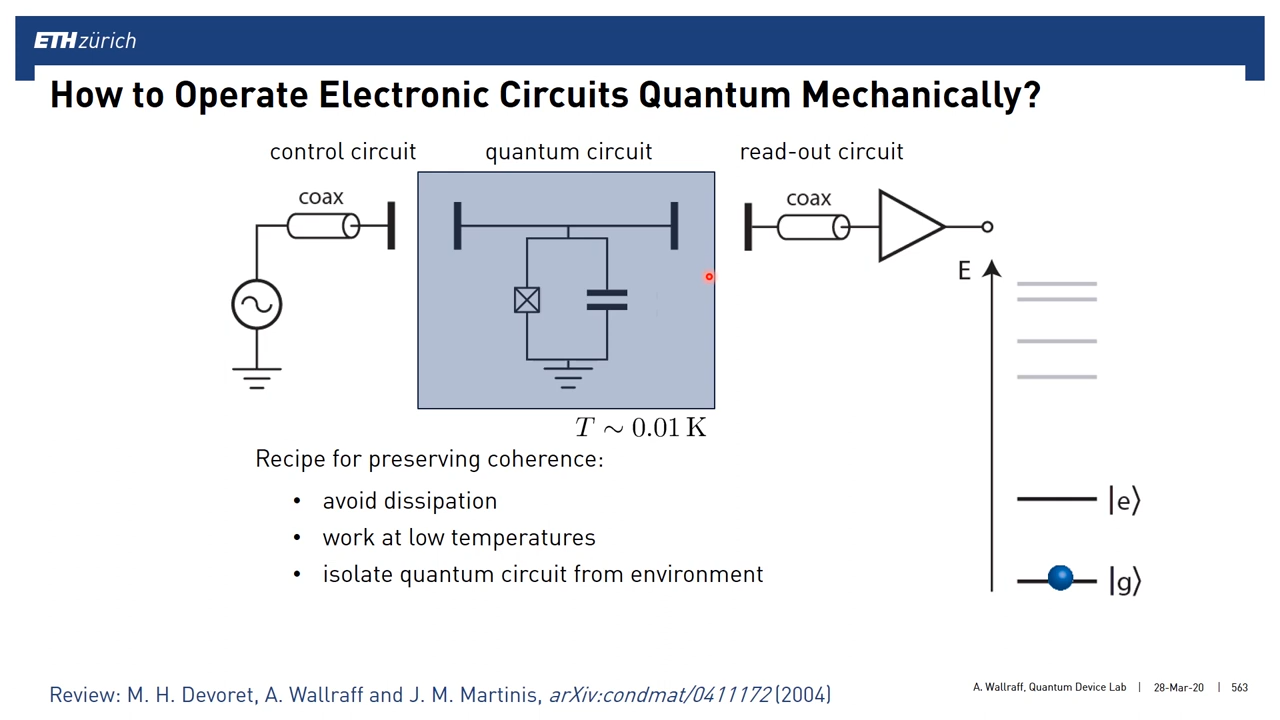 ETH zürich
How to Operate Electronic Circuits Quantum Mechanically?
control circuit
quantum circuit
read-out circuit
coax
coax
E
T ∼ 0.01 K
Recipe for preserving coherence:
• avoid dissipation
• work at low temperatures
• isolate quantum circuit from environment
|e⟩
|g⟩
Review: M. H. Devoret, A. Wallraff and J. M. Martinis, arXiv:condmat/0411172 (2004)
A. Wallraff, Quantum Device Lab | 28-Mar-20 | 563